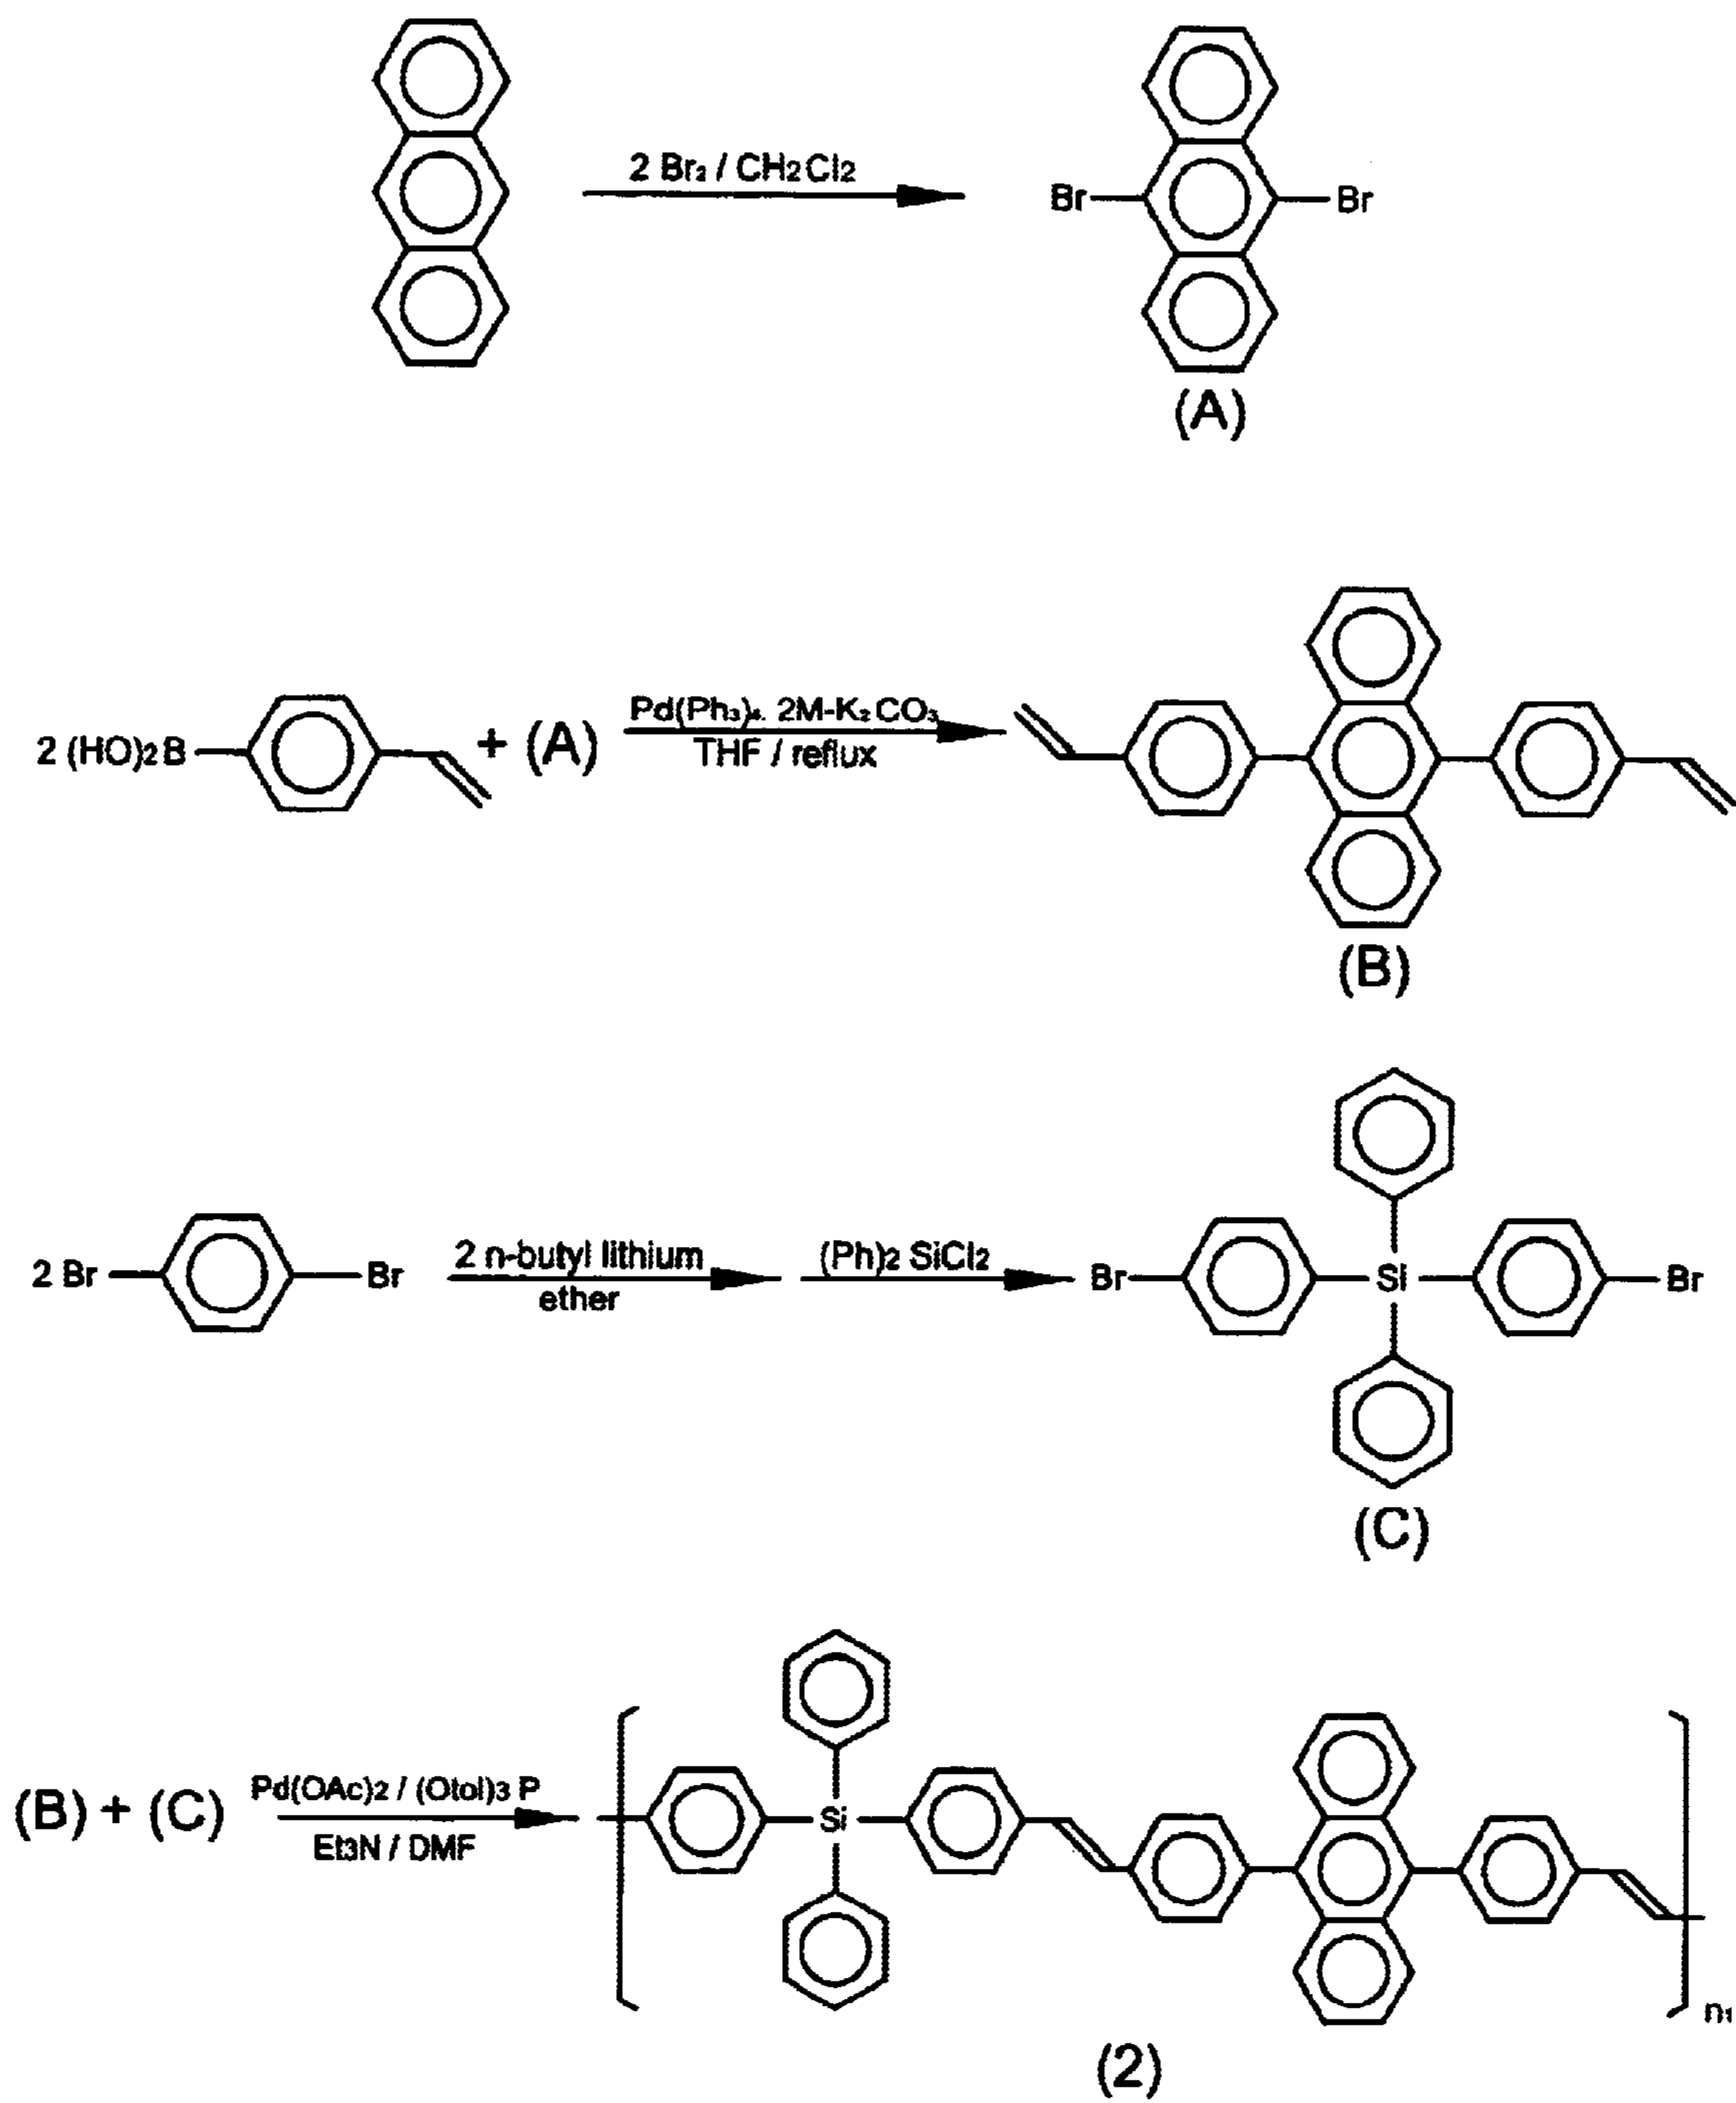 2 Br₂ / CH₂Cl₂
Br
Br
(A)
2 (HO)₂B
+ (A)
Pd(Ph₃)₄. 2M-K₂CO₃
THF / reflux
(B)
2 Br
Br
2 n-butyl lithium
ether
(Ph)₂ SiCl₂
Br
Si
Br
(C)
(B) + (C)
Pd(OAc)₂ / (Otol)₃ P
Et₃N / DMF
Si
n₁
(2)